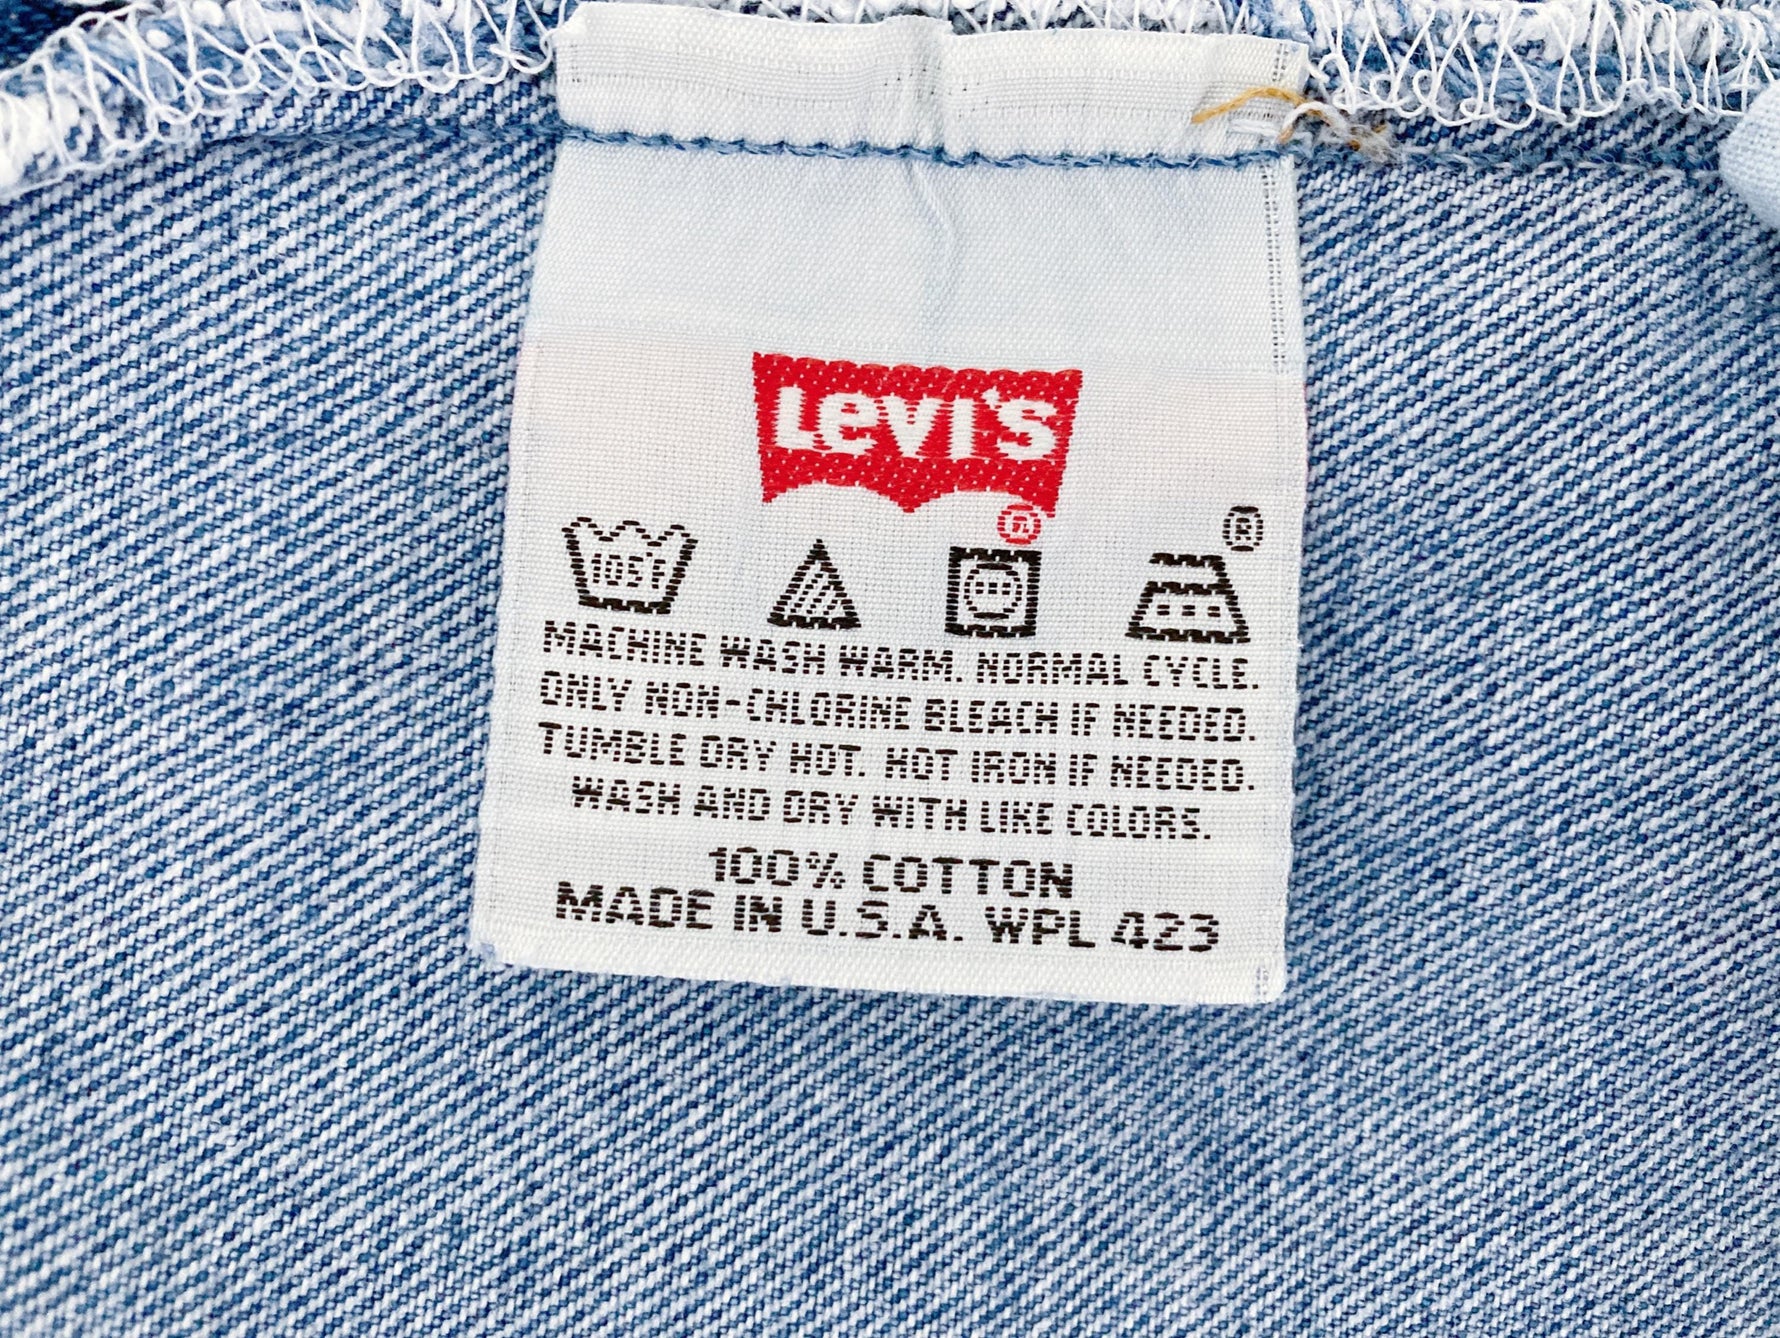 Levi's
®
®
105F
MACHINE WASH WARM. NORMAL CYCLE.
ONLY NON-CHLORINE BLEACH IF NEEDED.
TUMBLE DRY HOT. HOT IRON IF NEEDED.
WASH AND DRY WITH LIKE COLORS.
100% COTTON
MADE IN U.S.A. WPL 423